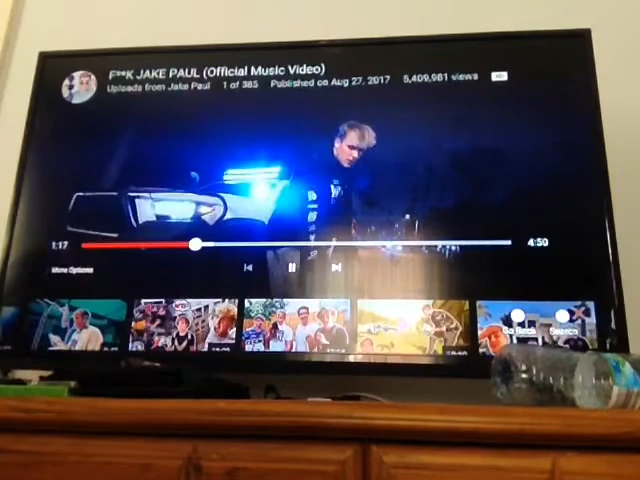 F**K JAKE PAUL (Official Music Video)
Uploads from Jake Paul 1 of 385 Published on Aug 27, 2017 5,409,981 views
1:17
4:50
More Options
Go Back
Search